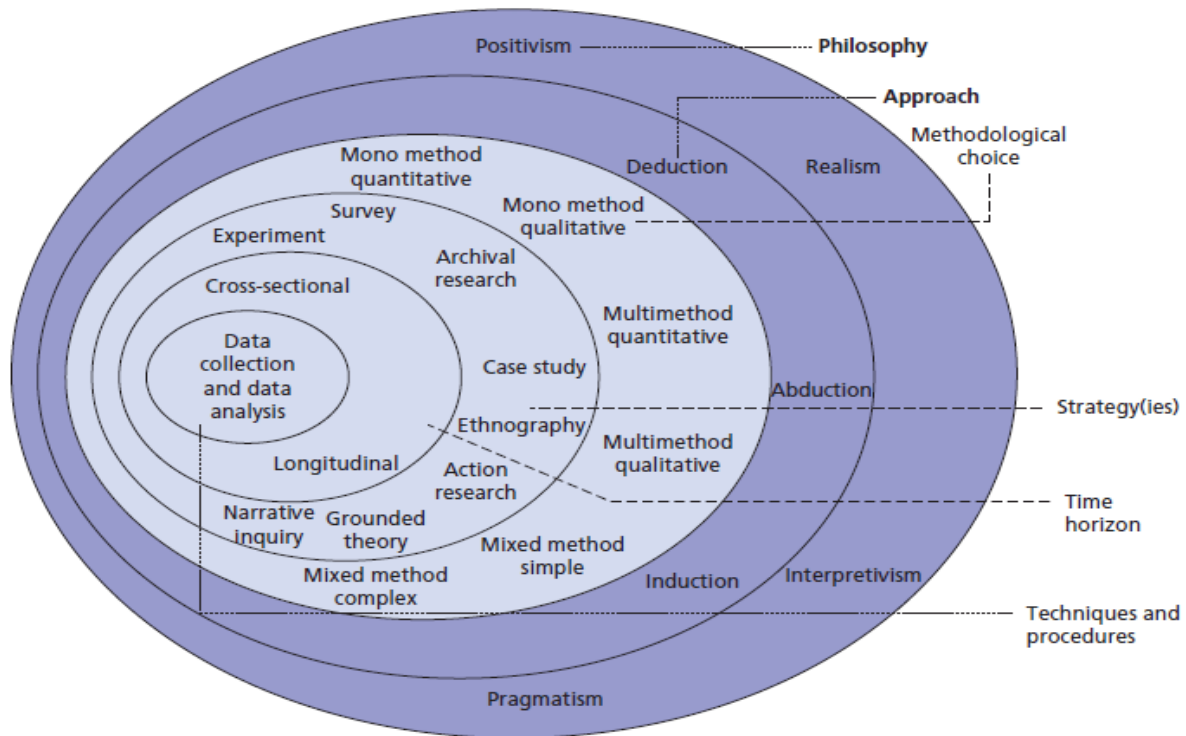 Positivism
Philosophy
Approach
Methodological
choice
Mono method
quantitative
Deduction
Realism
Survey
Mono method
qualitative
Experiment
Archival
research
Cross-sectional
Multimethod
quantitative
Data
collection
and data
analysis
Case study
Abduction
Strategy(ies)
Ethnography
Multimethod
qualitative
Longitudinal
Action
research
Time
horizon
Narrative
inquiry
Grounded
theory
Mixed method
simple
Mixed method
complex
Induction
Interpretivism
Techniques and
procedures
Pragmatism